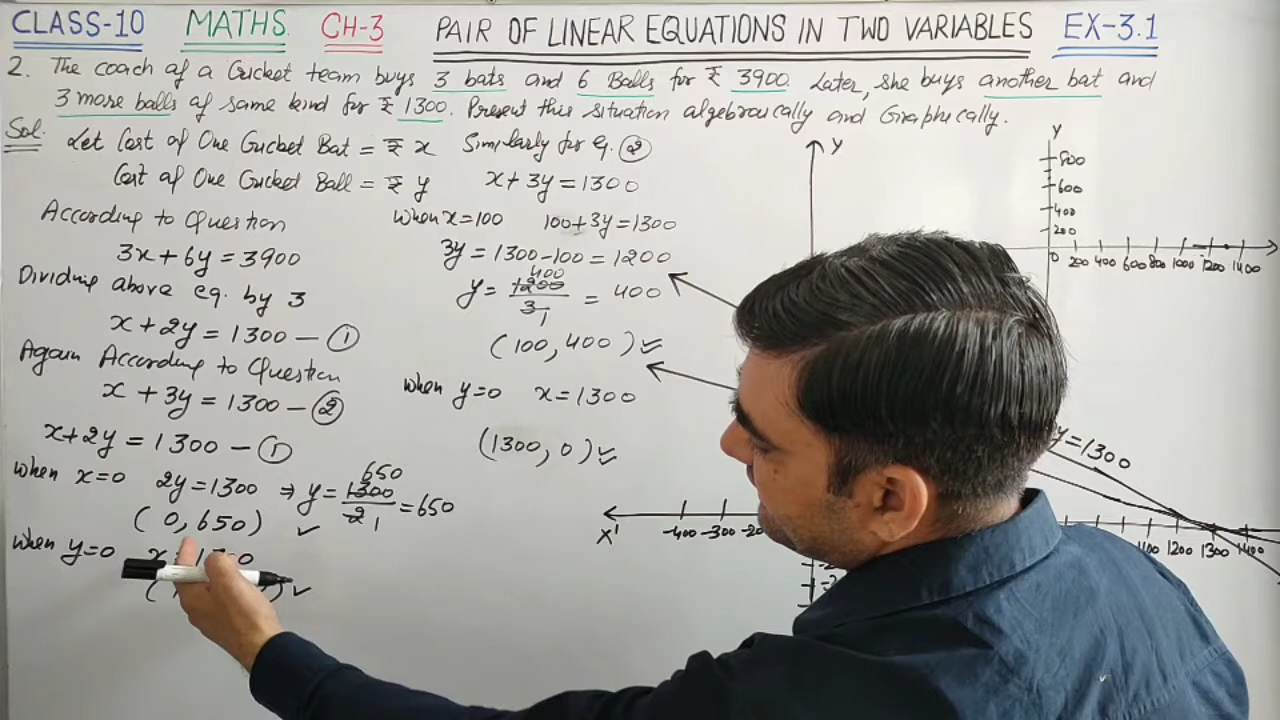 CLASS-10 MATHS CH-3 PAIR OF LINEAR EQUATIONS IN TWO VARIABLES EX-3.1
2. The coach of a Cricket team buys 3 bats and 6 Balls for ₹ 3900. Later, she buys another bat and
3 more balls of same kind for ₹ 1300. Present this situation algebraically and Graphically.
Sol. Let Cost of One Cricket Bat = ₹ x
Cost of One Cricket Ball = ₹ y
According to Question
3x + 6y = 3900
Dividing above eq. by 3
x + 2y = 1300 — ①
Again According to Question
x + 3y = 1300 — ②
x + 2y = 1300 — ①
when x=0 2y = 1300 ⇒ y = 1300/2 = 650
650
1
(0, 650) ✓
when y=0
Similarly for eq. ②
x + 3y = 1300
when x=100 100+3y = 1300
3y = 1300 - 100 = 1200
y = 1200/3 = 400
400
1
(100, 400) ✓
when y=0 x = 1300
(1300, 0) ✓
Y
X'
-400 -300 -20
y = 1300
1100 1200 1300 1400
Y
800
600
400
200
0 200 400 600 800 1000 1200 1400